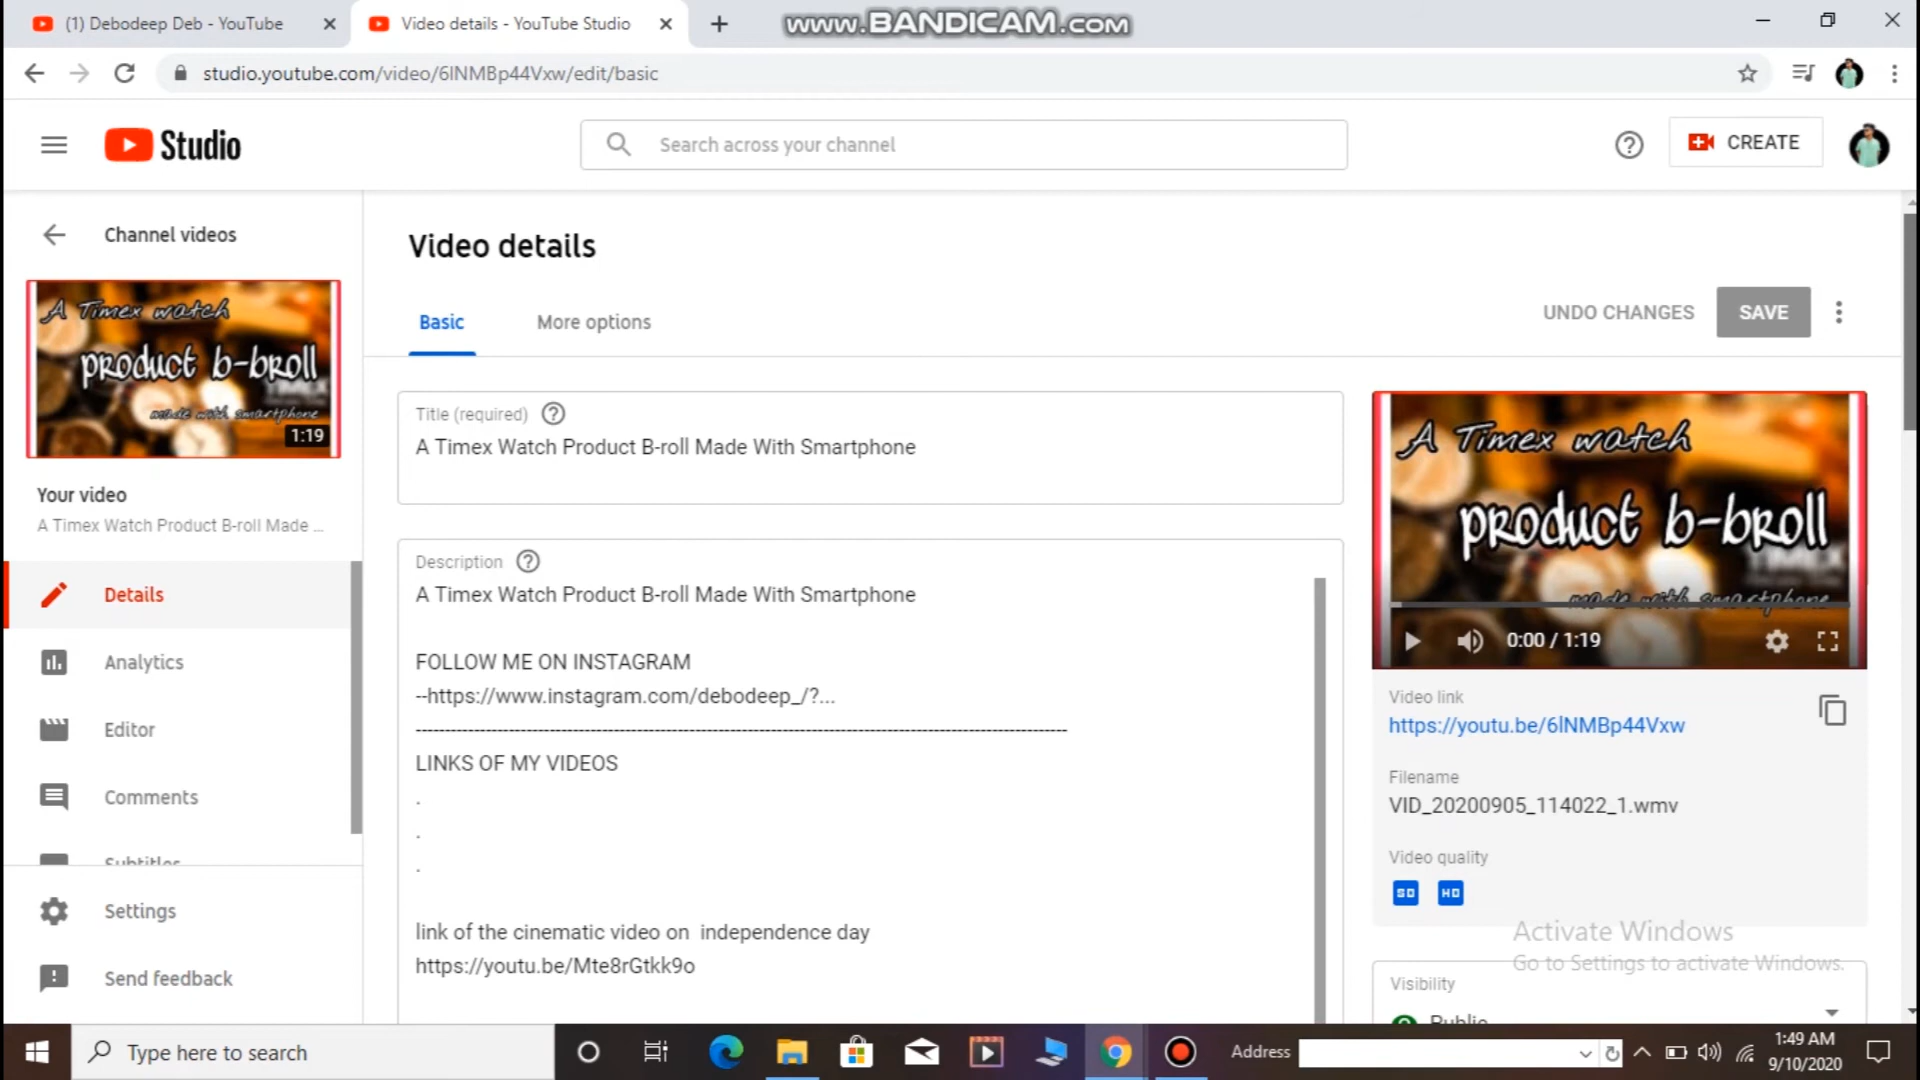 (1) Debodeep Deb - YouTube
Video details - YouTube Studio
www.BANDICAM.com
studio.youtube.com/video/6lNMBp44Vxw/edit/basic
Studio
Search across your channel
CREATE
Channel videos
A Timex watch
product b-broll
made with smartphone
1:19
Your video
A Timex Watch Product B-roll Made ...
Details
Analytics
Editor
Comments
Subtitles
Settings
Send feedback
Video details
Basic
More options
UNDO CHANGES
SAVE
Title (required)
A Timex Watch Product B-roll Made With Smartphone
Description
A Timex Watch Product B-roll Made With Smartphone
FOLLOW ME ON INSTAGRAM
--https://www.instagram.com/debodeep_/?...
--------------------------------------------------------------------------------------------------------------
LINKS OF MY VIDEOS
.
.
.
link of the cinematic video on  independence day
https://youtu.be/Mte8rGtkk9o
A Timex watch
product b-broll
TIMEX
made with smartphone
0:00 / 1:19
Video link
https://youtu.be/6lNMBp44Vxw
Filename
VID_20200905_114022_1.wmv
Video quality
SD HD
Activate Windows
Go to Settings to activate Windows.
Visibility
Public
Type here to search
Address
1:49 AM
9/10/2020